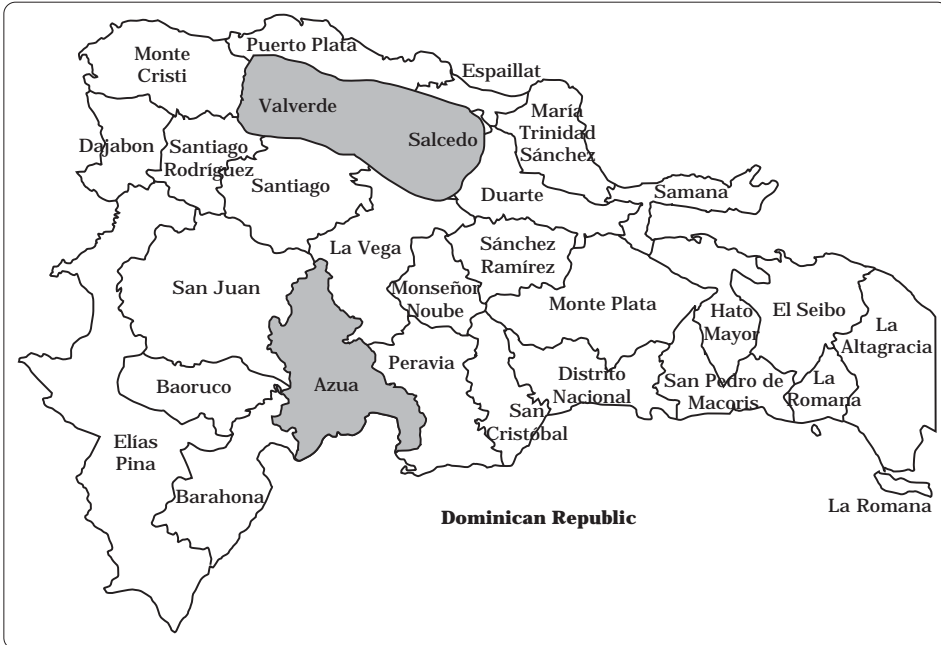 Puerto Plata
Monte
Cristi
Espaillat
Valverde
María
Trinidad
Sánchez
Salcedo
Dajabon
Santiago
Rodríguez
Santiago
Duarte
Samana
La Vega
Sánchez
Ramírez
San Juan
Monseñor
Noube
Monte Plata
Hato
Mayor
El Seibo
La
Altagracia
Peravia
Baoruco
Azua
Distrito
Nacional
San Pedro de
Macoris
La
Romana
San
Cristóbal
Elías
Pina
Barahona
La Romana
Dominican Republic